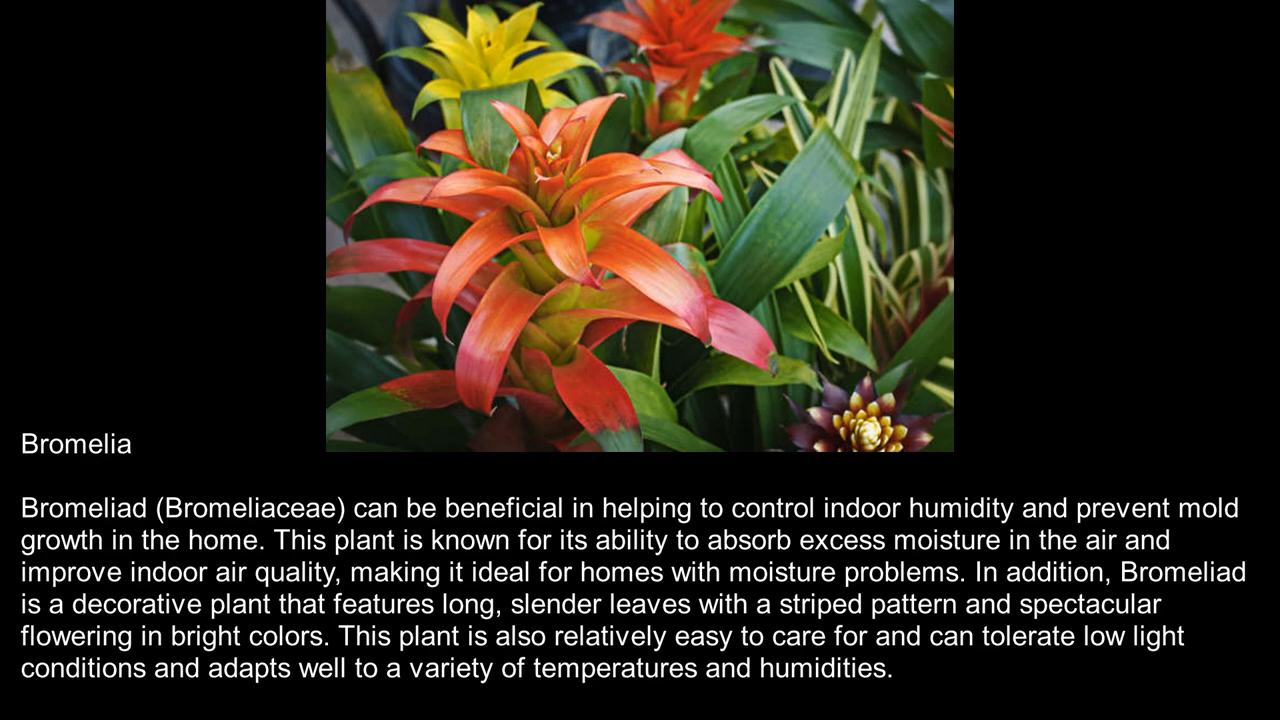 Bromelia
Bromeliad (Bromeliaceae) can be beneficial in helping to control indoor humidity and prevent mold
growth in the home. This plant is known for its ability to absorb excess moisture in the air and
improve indoor air quality, making it ideal for homes with moisture problems. In addition, Bromeliad
is a decorative plant that features long, slender leaves with a striped pattern and spectacular
flowering in bright colors. This plant is also relatively easy to care for and can tolerate low light
conditions and adapts well to a variety of temperatures and humidities.